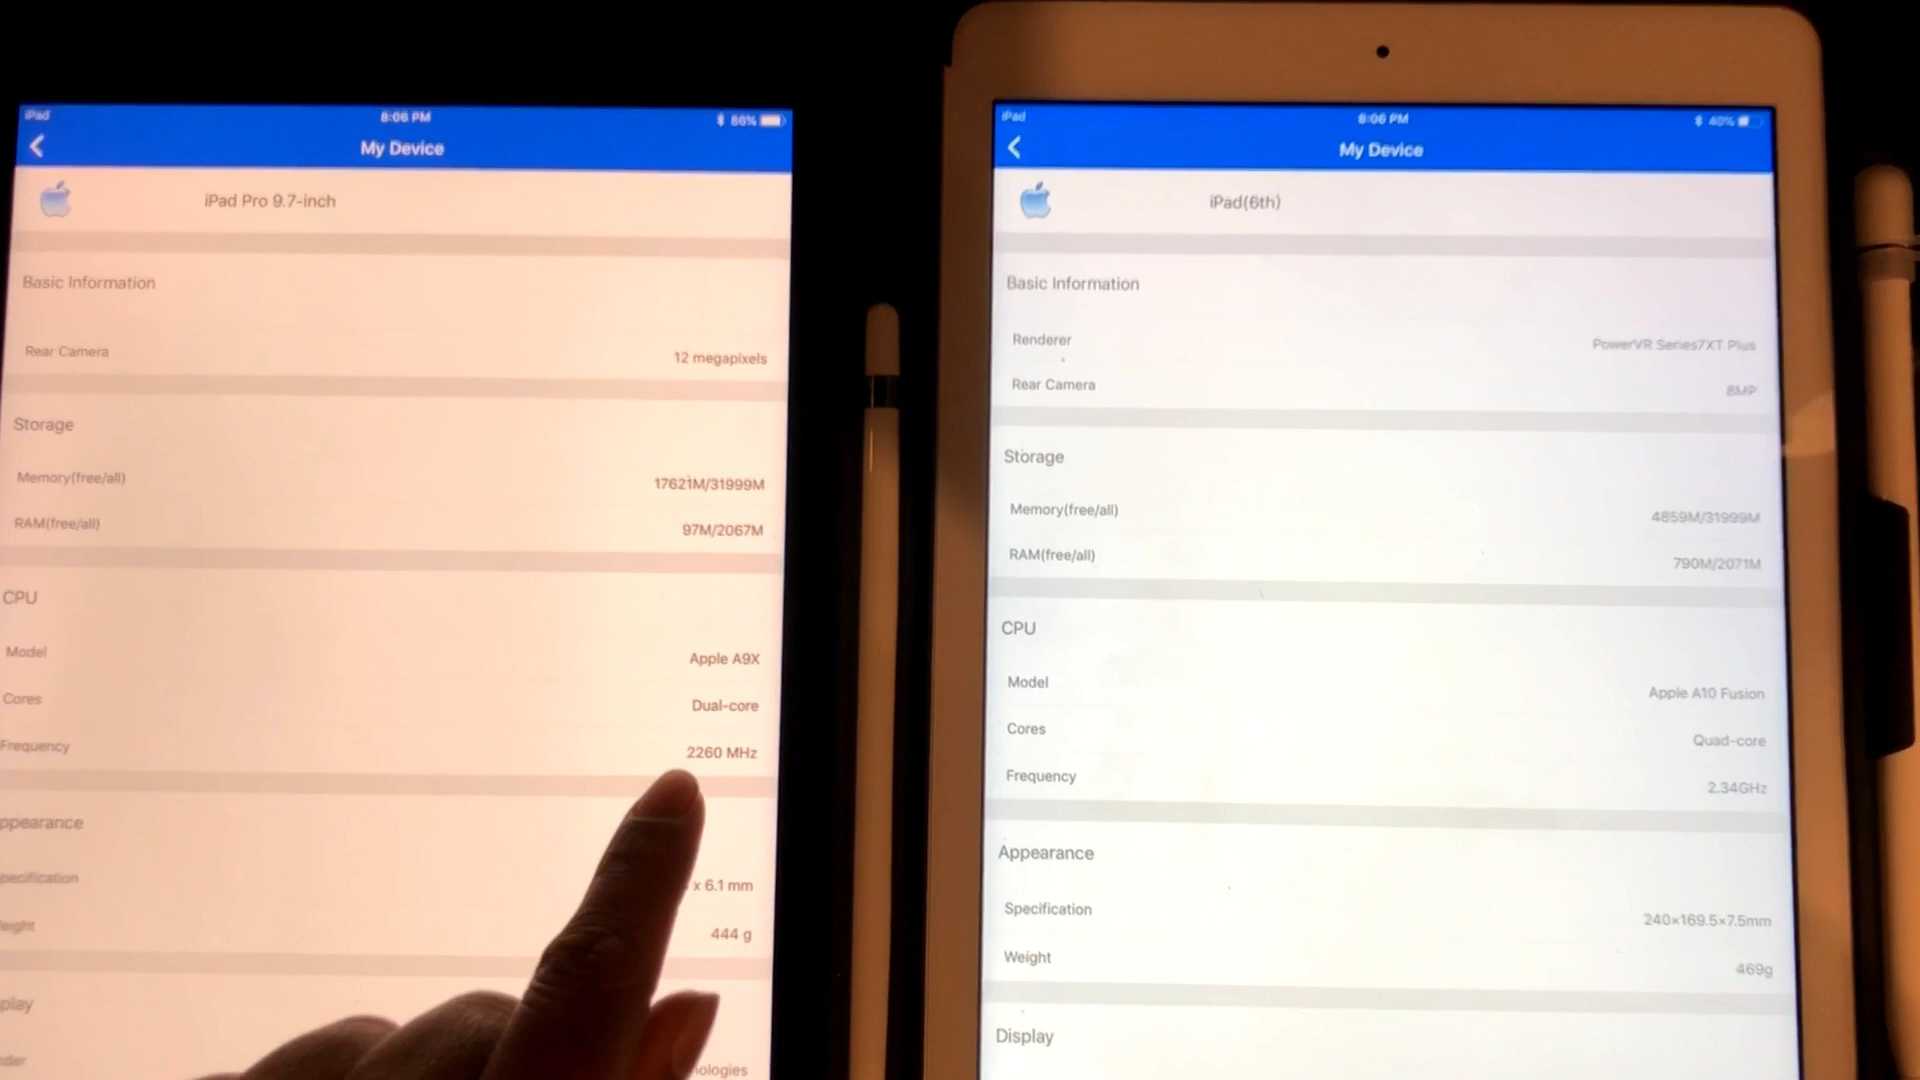 iPad 8:06 PM 86%
My Device
iPad Pro 9.7-inch
Basic Information
Rear Camera 12 megapixels
Storage
Memory(free/all) 17621M/31999M
RAM(free/all) 97M/2067M
CPU
Model Apple A9X
Cores Dual-core
Frequency 2260 MHz
ppearance
pecification x 6.1 mm
eight 444 g
play
nder nologies
iPad 8:06 PM 40%
My Device
iPad(6th)
Basic Information
Renderer PowerVR Series7XT Plus
Rear Camera 8MP
Storage
Memory(free/all) 4859M/31999M
RAM(free/all) 790M/2071M
CPU
Model Apple A10 Fusion
Cores Quad-core
Frequency 2.34GHz
Appearance
Specification 240×169.5×7.5mm
Weight 469g
Display